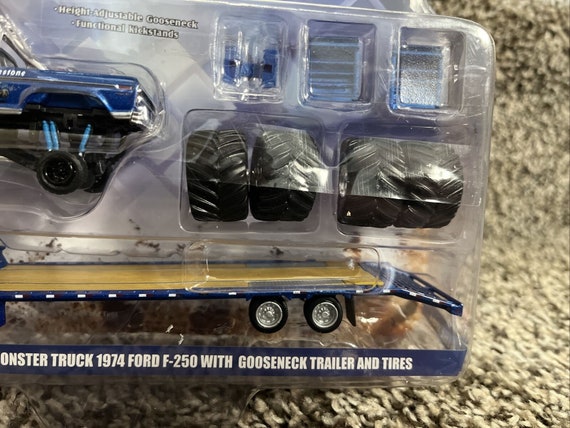 • Height-Adjustable Gooseneck
• Functional Kickstands
ONSTER TRUCK 1974 FORD F-250 WITH GOOSENECK TRAILER AND TIRES